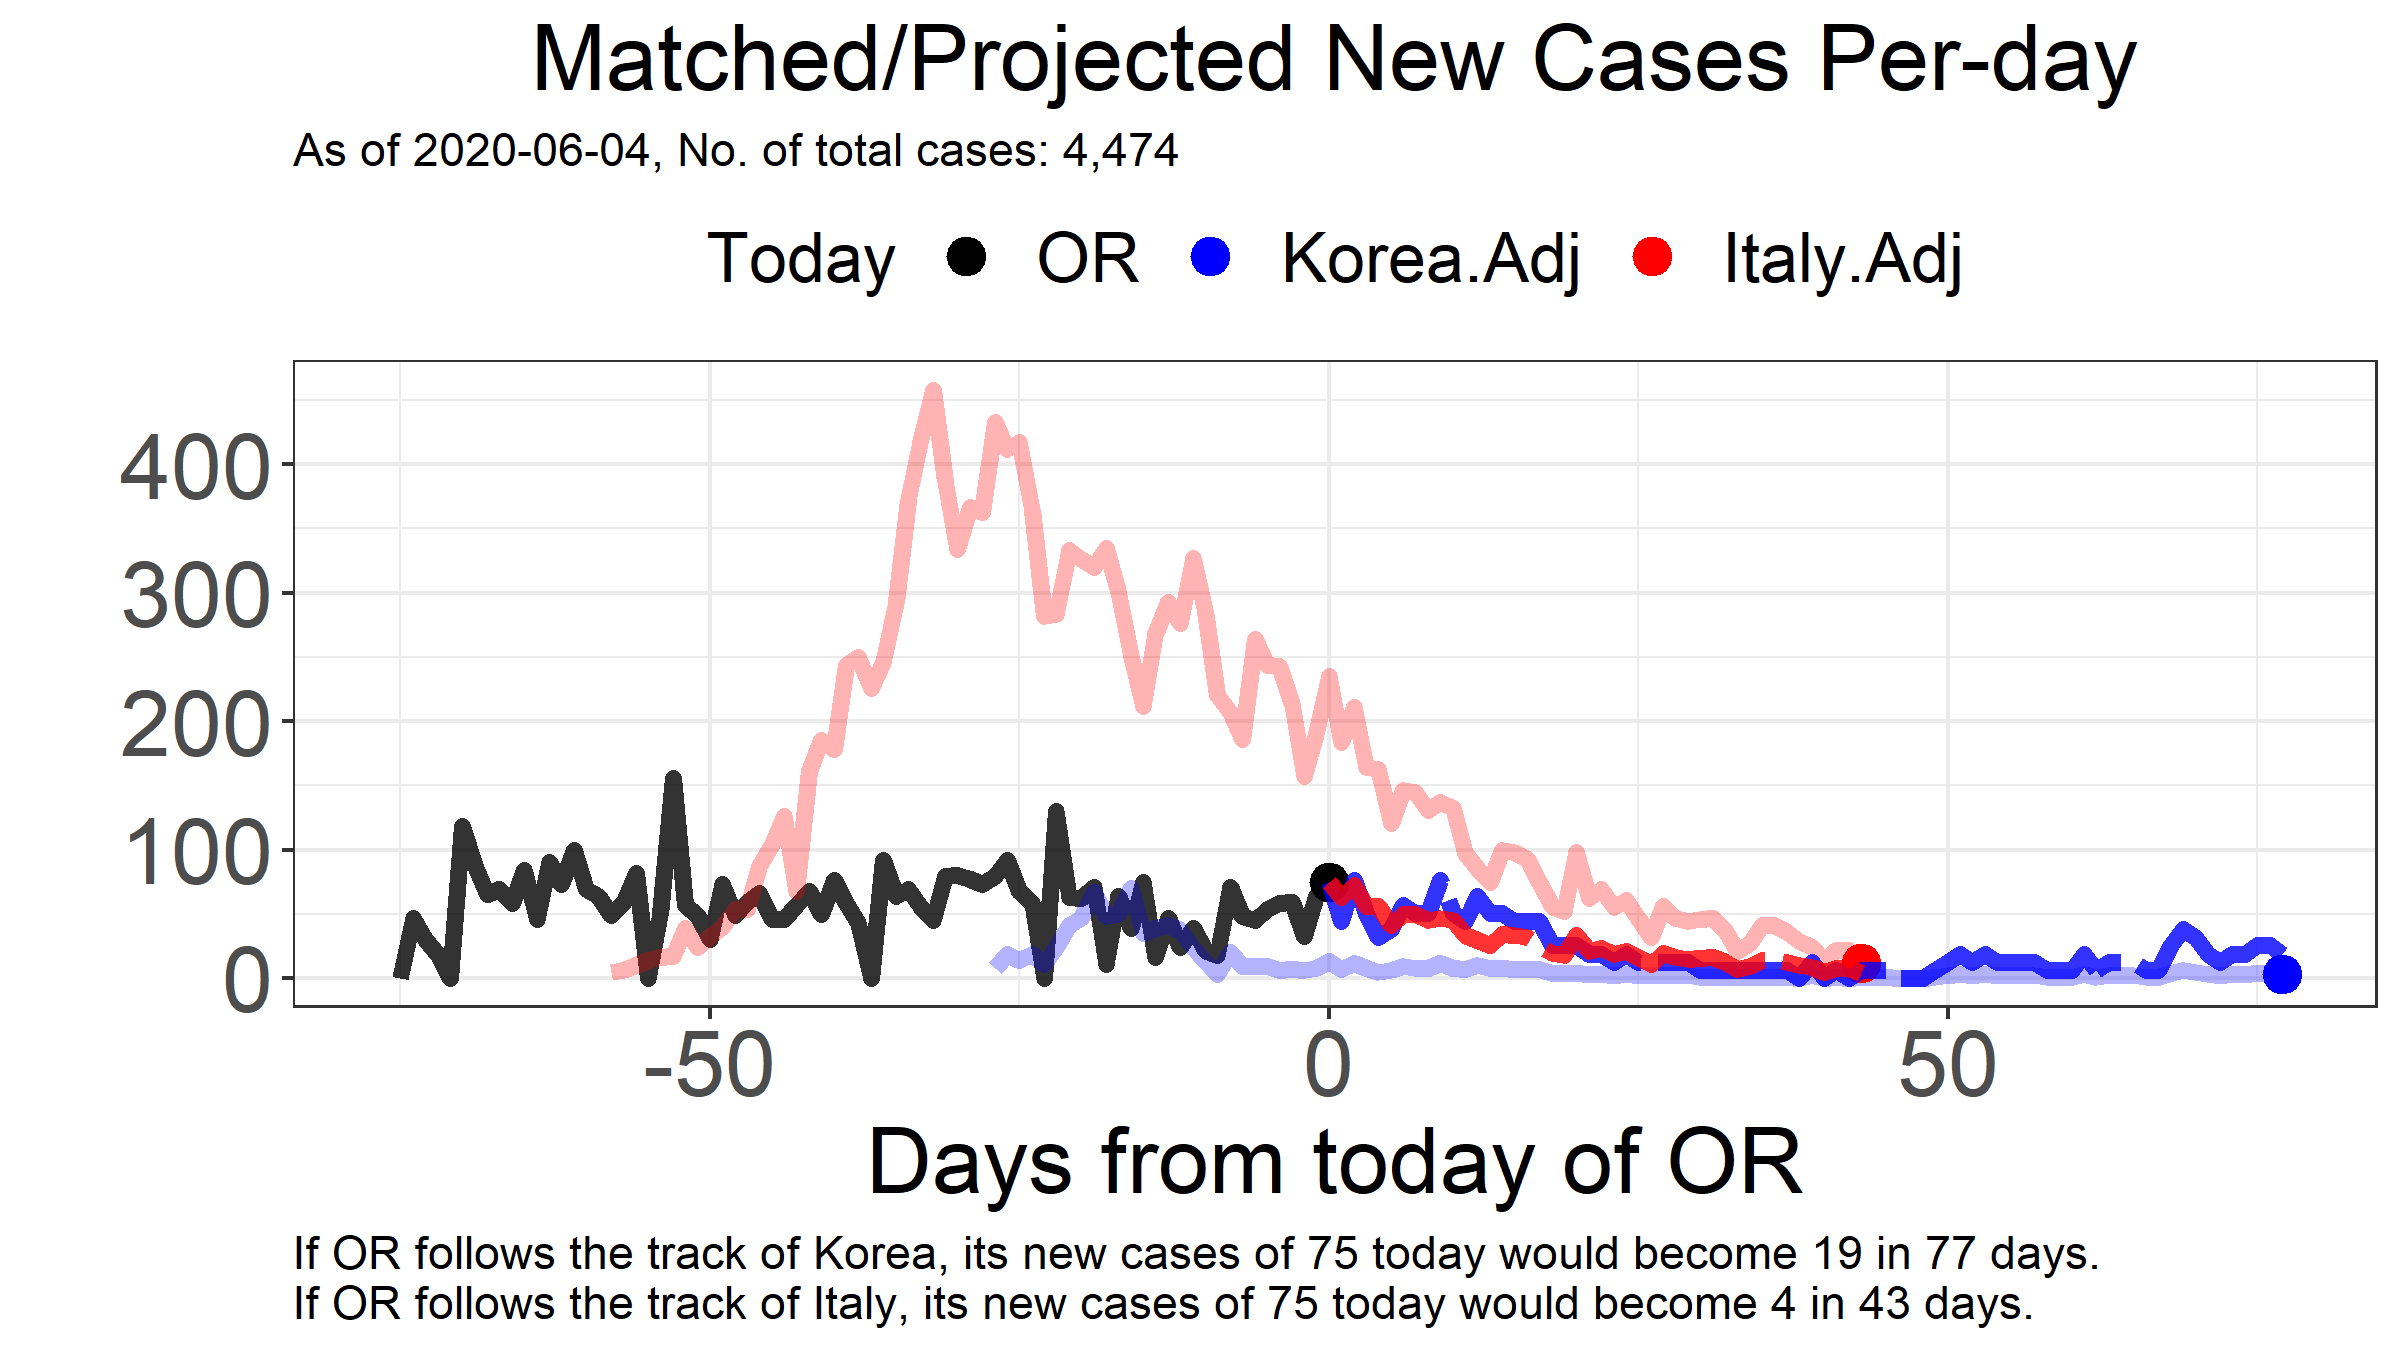 Matched/Projected New Cases Per-day
As of 2020-06-04, No. of total cases: 4,474
Today OR Korea.Adj Italy.Adj
400
300
200
100
0
-50 0 50
Days from today of OR
If OR follows the track of Korea, its new cases of 75 today would become 19 in 77 days.
If OR follows the track of Italy, its new cases of 75 today would become 4 in 43 days.